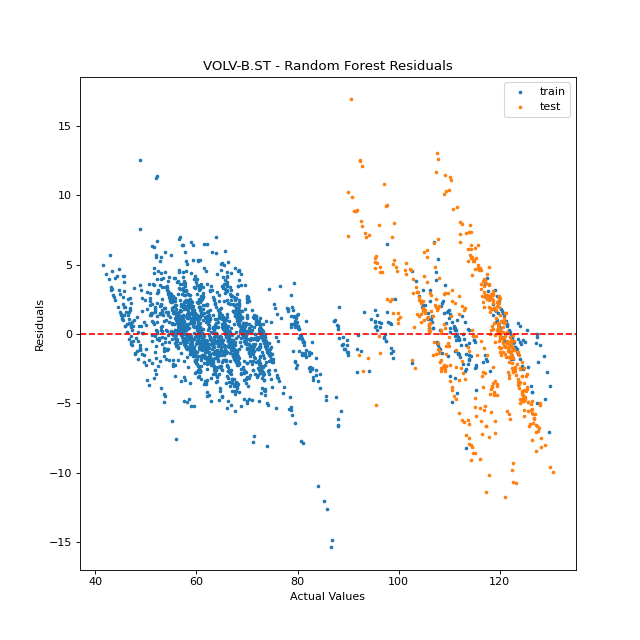 VOLV-B.ST - Random Forest Residuals
train
test
15
10
5
0
−5
−10
−15
Residuals
40
60
80
100
120
Actual Values